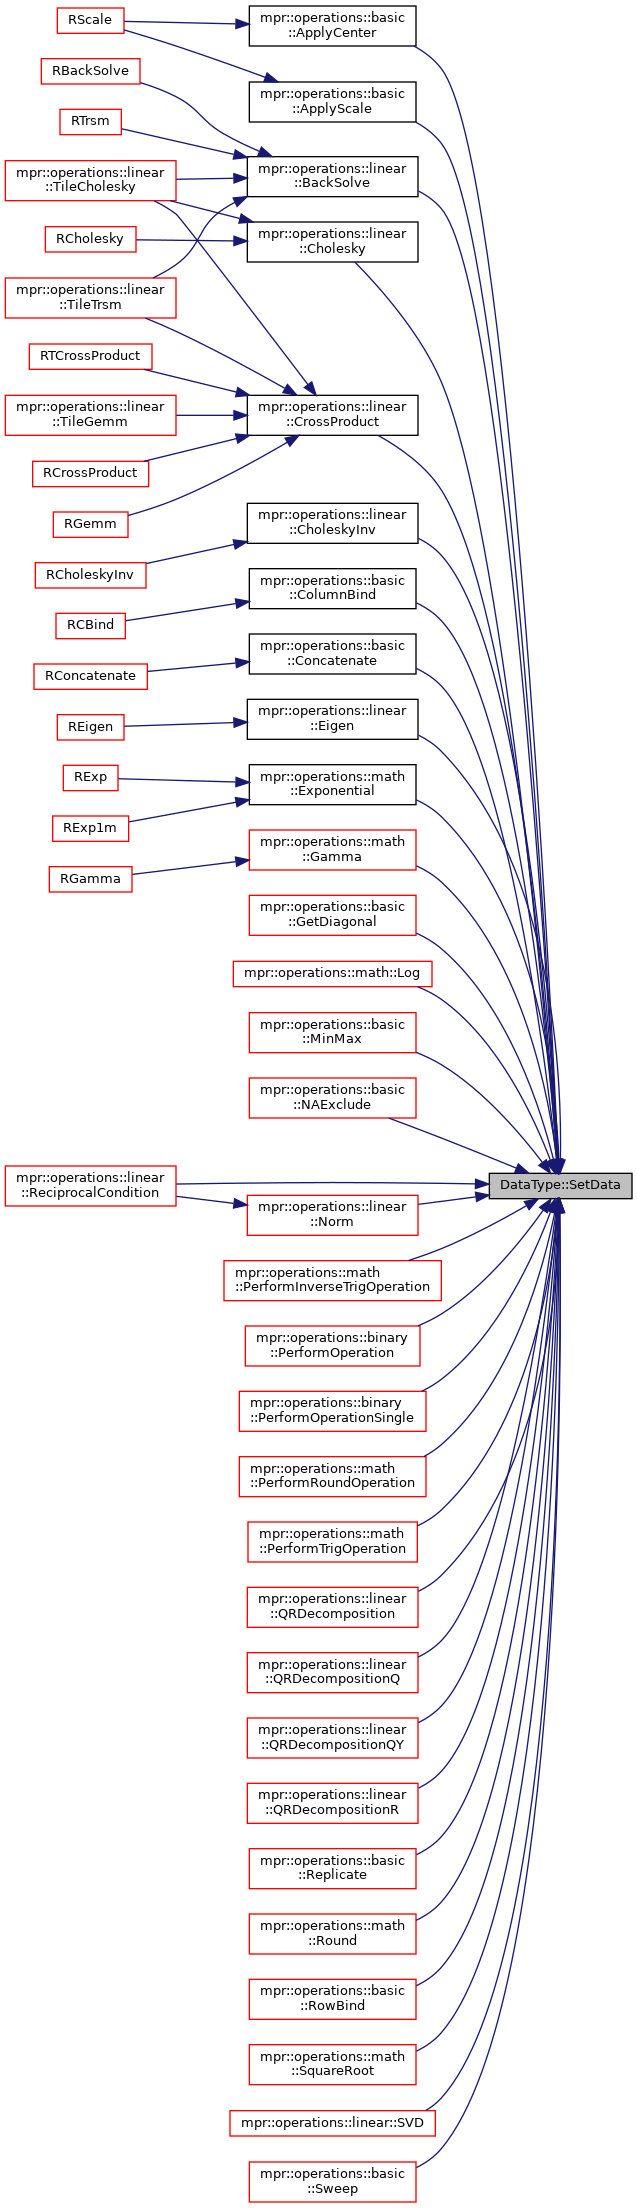 RScale
mpr::operations::basic
::ApplyCenter
RBackSolve
mpr::operations::basic
::ApplyScale
RTrsm
mpr::operations::linear
::TileCholesky
mpr::operations::linear
::BackSolve
RCholesky
mpr::operations::linear
::Cholesky
mpr::operations::linear
::TileTrsm
RTCrossProduct
mpr::operations::linear
::TileGemm
mpr::operations::linear
::CrossProduct
RCrossProduct
RGemm
mpr::operations::linear
::CholeskyInv
RCholeskyInv
mpr::operations::basic
::ColumnBind
RCBind
mpr::operations::basic
::Concatenate
RConcatenate
mpr::operations::linear
::Eigen
REigen
mpr::operations::math
::Exponential
RExp
RExp1m
mpr::operations::math
::Gamma
RGamma
mpr::operations::basic
::GetDiagonal
mpr::operations::math::Log
mpr::operations::basic
::MinMax
mpr::operations::basic
::NAExclude
mpr::operations::linear
::ReciprocalCondition
DataType::SetData
mpr::operations::linear
::Norm
mpr::operations::math
::PerformInverseTrigOperation
mpr::operations::binary
::PerformOperation
mpr::operations::binary
::PerformOperationSingle
mpr::operations::math
::PerformRoundOperation
mpr::operations::math
::PerformTrigOperation
mpr::operations::linear
::QRDecomposition
mpr::operations::linear
::QRDecompositionQ
mpr::operations::linear
::QRDecompositionQY
mpr::operations::linear
::QRDecompositionR
mpr::operations::basic
::Replicate
mpr::operations::math
::Round
mpr::operations::basic
::RowBind
mpr::operations::math
::SquareRoot
mpr::operations::linear::SVD
mpr::operations::basic
::Sweep